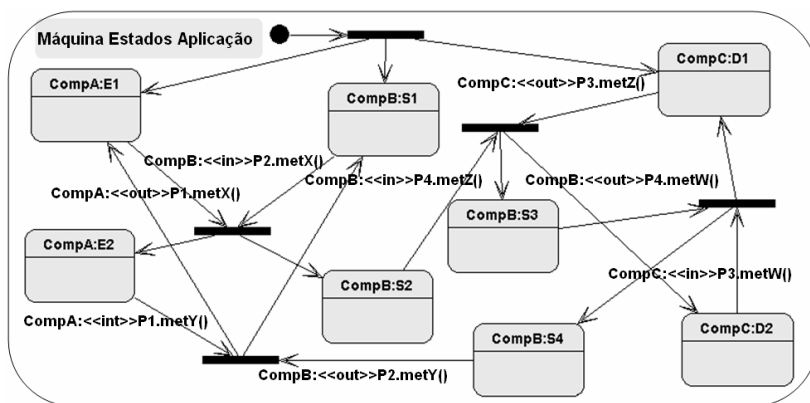 Máquina Estados Aplicação
CompA:E1
CompB:S1
CompC:D1
CompC:<<out>>P3.metZ()
CompB:<<in>>P2.metX()
CompA:<<out>>P1.metX()
CompB:<<in>>P4.metZ()
CompB:<<out>>P4.metW()
CompB:S3
CompA:E2
CompB:S2
CompC:<<in>>P3.metW()
CompA:<<int>>P1.metY()
CompB:S4
CompC:D2
CompB:<<out>>P2.metY()